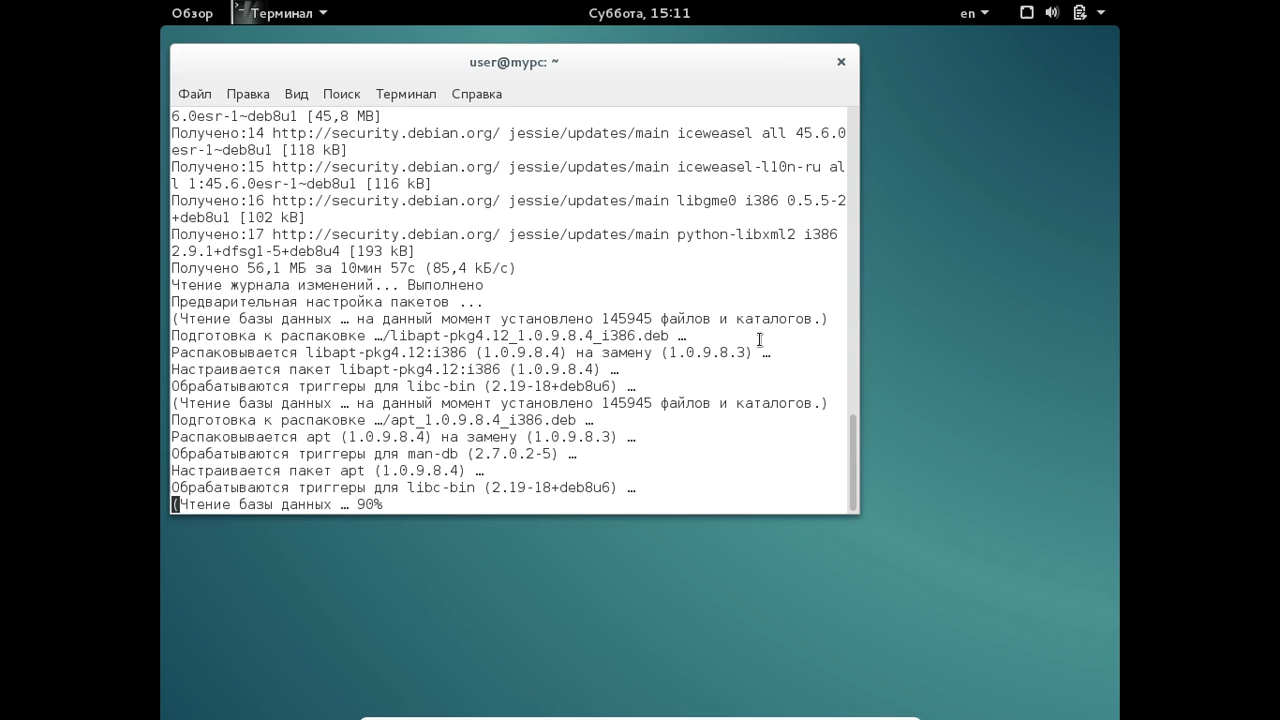 Обзор
Терминал
Суббота, 15:11
en
user@mypc: ~
Файл Правка Вид Поиск Терминал Справка
6.0esr-1~deb8u1 [45,8 MB]
Получено:14 http://security.debian.org/ jessie/updates/main iceweasel all 45.6.0
esr-1~deb8u1 [118 kB]
Получено:15 http://security.debian.org/ jessie/updates/main iceweasel-l10n-ru al
l 1:45.6.0esr-1~deb8u1 [116 kB]
Получено:16 http://security.debian.org/ jessie/updates/main libgme0 i386 0.5.5-2
+deb8u1 [102 kB]
Получено:17 http://security.debian.org/ jessie/updates/main python-libxml2 i386
2.9.1+dfsg1-5+deb8u4 [193 kB]
Получено 56,1 МБ за 10мин 57с (85,4 кБ/с)
Чтение журнала изменений... Выполнено
Предварительная настройка пакетов ...
(Чтение базы данных … на данный момент установлено 145945 файлов и каталогов.)
Подготовка к распаковке …/libapt-pkg4.12_1.0.9.8.4_i386.deb …
Распаковывается libapt-pkg4.12:i386 (1.0.9.8.4) на замену (1.0.9.8.3) …
Настраивается пакет libapt-pkg4.12:i386 (1.0.9.8.4) …
Обрабатываются триггеры для libc-bin (2.19-18+deb8u6) …
(Чтение базы данных … на данный момент установлено 145945 файлов и каталогов.)
Подготовка к распаковке …/apt_1.0.9.8.4_i386.deb …
Распаковывается apt (1.0.9.8.4) на замену (1.0.9.8.3) …
Обрабатываются триггеры для man-db (2.7.0.2-5) …
Настраивается пакет apt (1.0.9.8.4) …
Обрабатываются триггеры для libc-bin (2.19-18+deb8u6) …
(Чтение базы данных … 90%